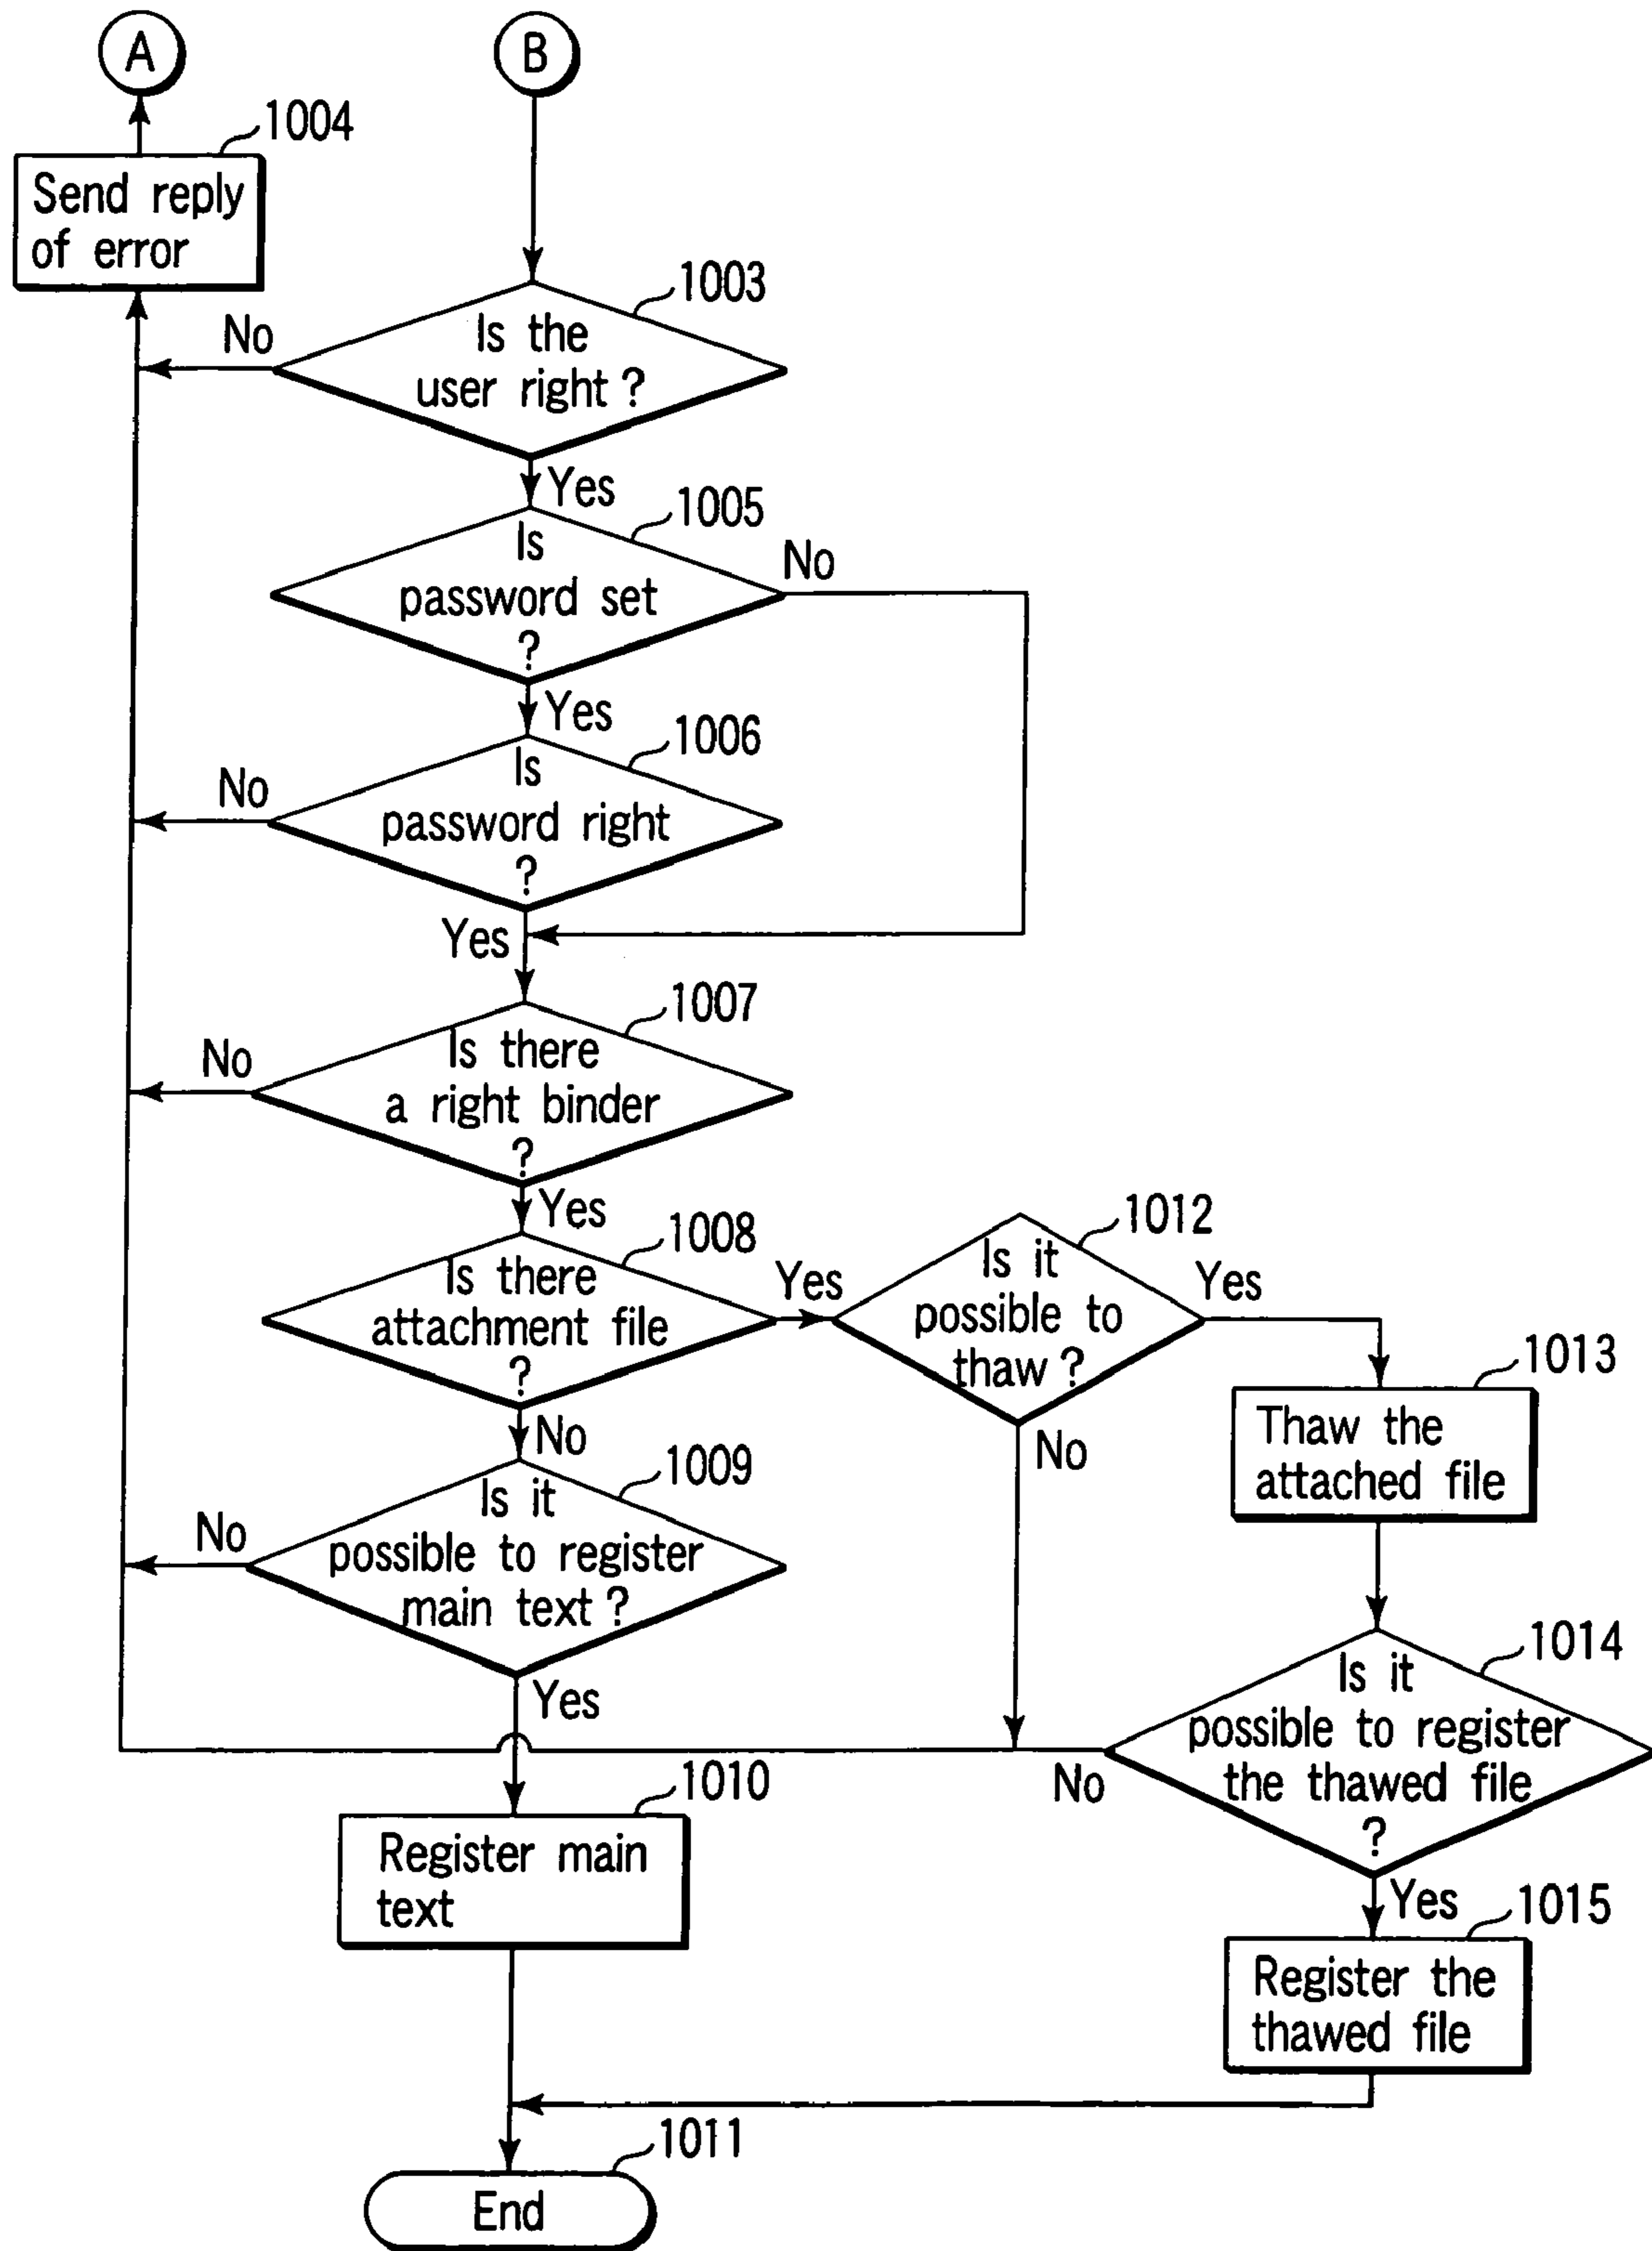 A
B
1004
Send reply
of error
1003
Is the
user right ?
No
Yes
1005
Is
password set
?
No
Yes
1006
Is
password right
?
No
Yes
1007
Is there
a right binder
?
No
Yes
1008
Is there
attachment file
?
Yes
No
1012
Is it
possible to
thaw ?
Yes
No
1013
Thaw the
attached file
1009
Is it
possible to register
main text ?
No
Yes
1014
Is it
possible to register
the thawed file
?
No
Yes
1010
Register main
text
1015
Register the
thawed file
1011
End